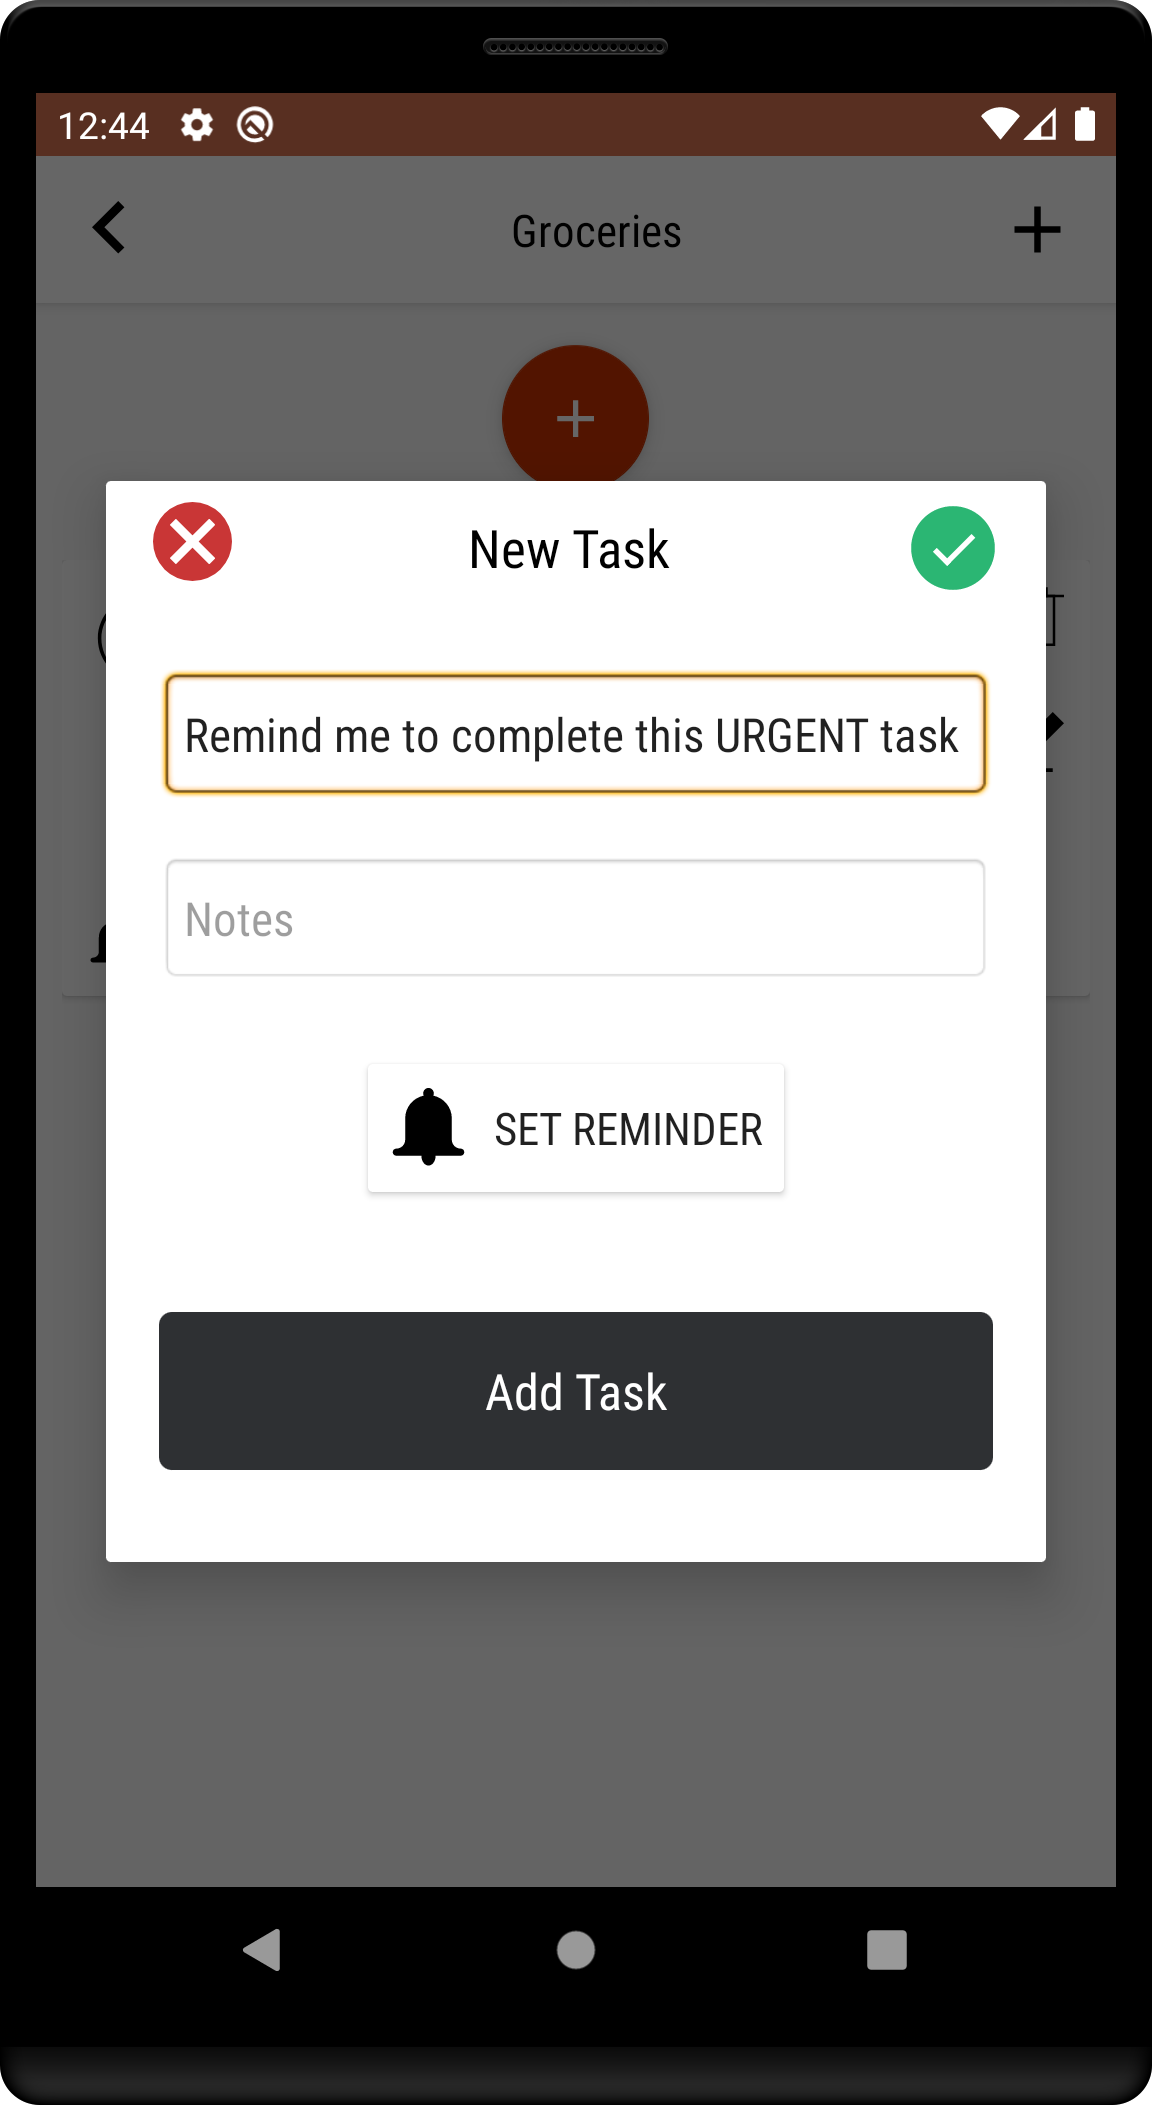 12:44
Groceries
New Task
Remind me to complete this URGENT task
Notes
SET REMINDER
Add Task